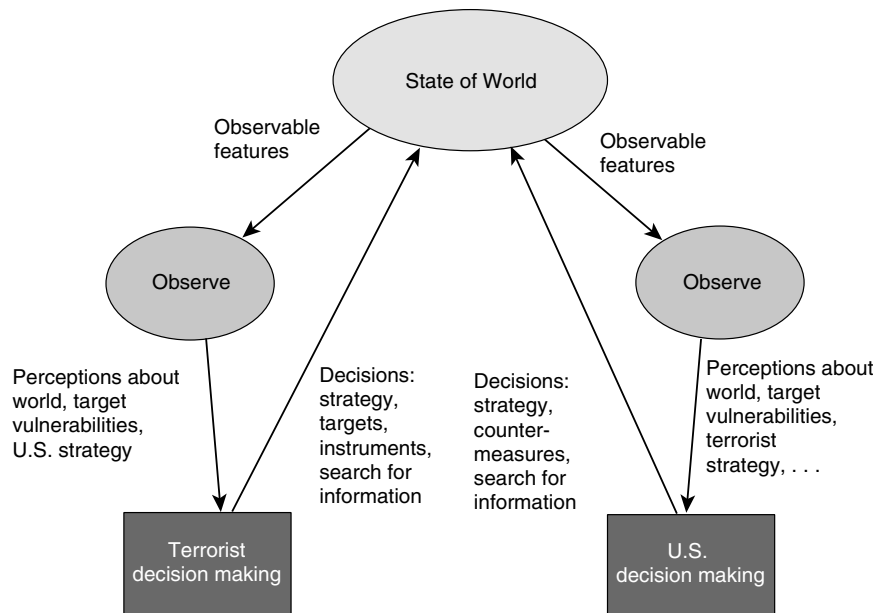 State of World
Observable
features
Observable
features
Observe
Observe
Perceptions about
world, target
vulnerabilities,
U.S. strategy
Decisions:
strategy,
targets,
instruments,
search for
information
Decisions:
strategy,
counter-
measures,
search for
information
Perceptions about
world, target
vulnerabilities,
terrorist
strategy, . . .
Terrorist
decision making
U.S.
decision making